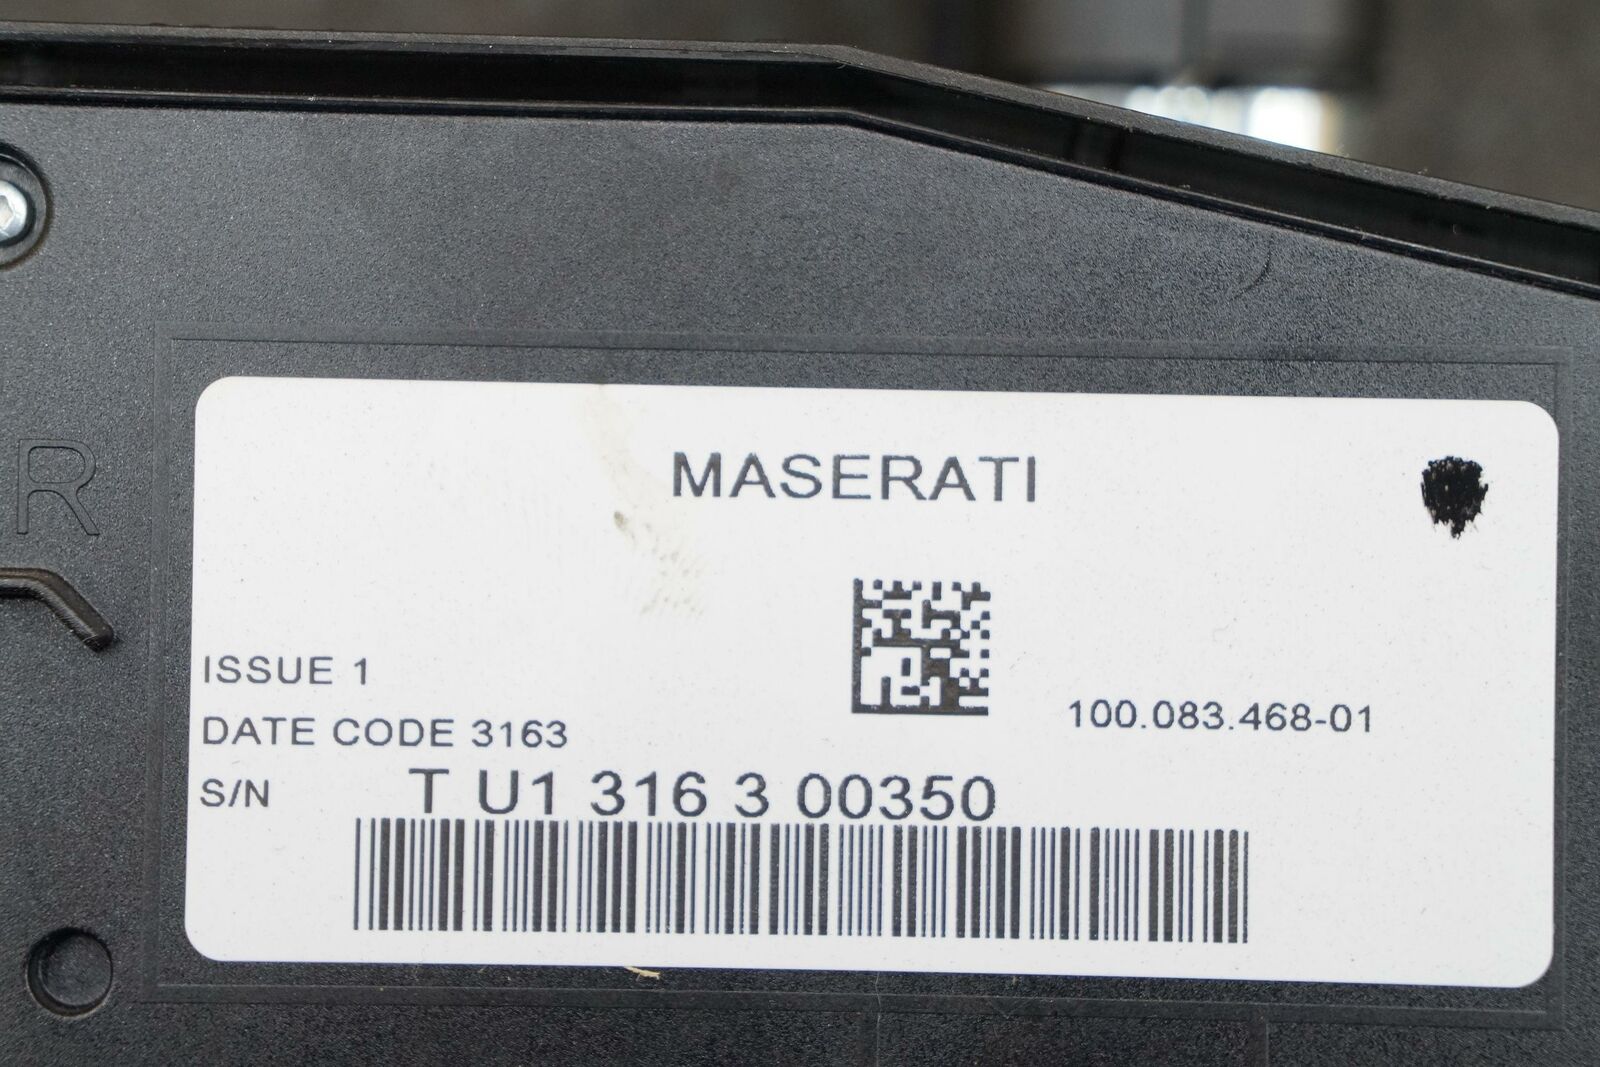 MASERATI
R
ISSUE 1
DATE CODE 3163
100.083.468-01
S/N T U1 316 3 00350